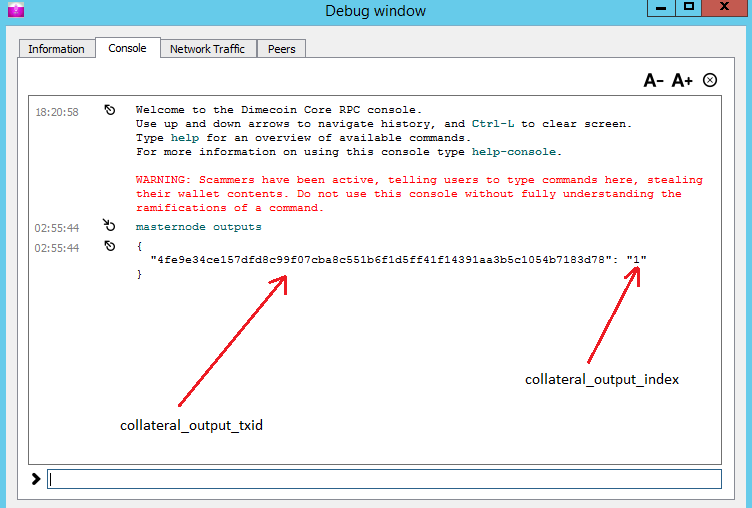 Debug window
Information Console Network Traffic Peers
A- A+
18:20:58 Welcome to the Dimecoin Core RPC console.
Use up and down arrows to navigate history, and Ctrl-L to clear screen.
Type help for an overview of available commands.
For more information on using this console type help-console.
WARNING: Scammers have been active, telling users to type commands here, stealing
their wallet contents. Do not use this console without fully understanding the
ramifications of a command.
02:55:44 masternode outputs
02:55:44 {
"4fe9e34ce157dfd8c99f07cba8c551b6f1d5ff41f14391aa3b5c1054b7183d78": "1"
}
collateral_output_index
collateral_output_txid